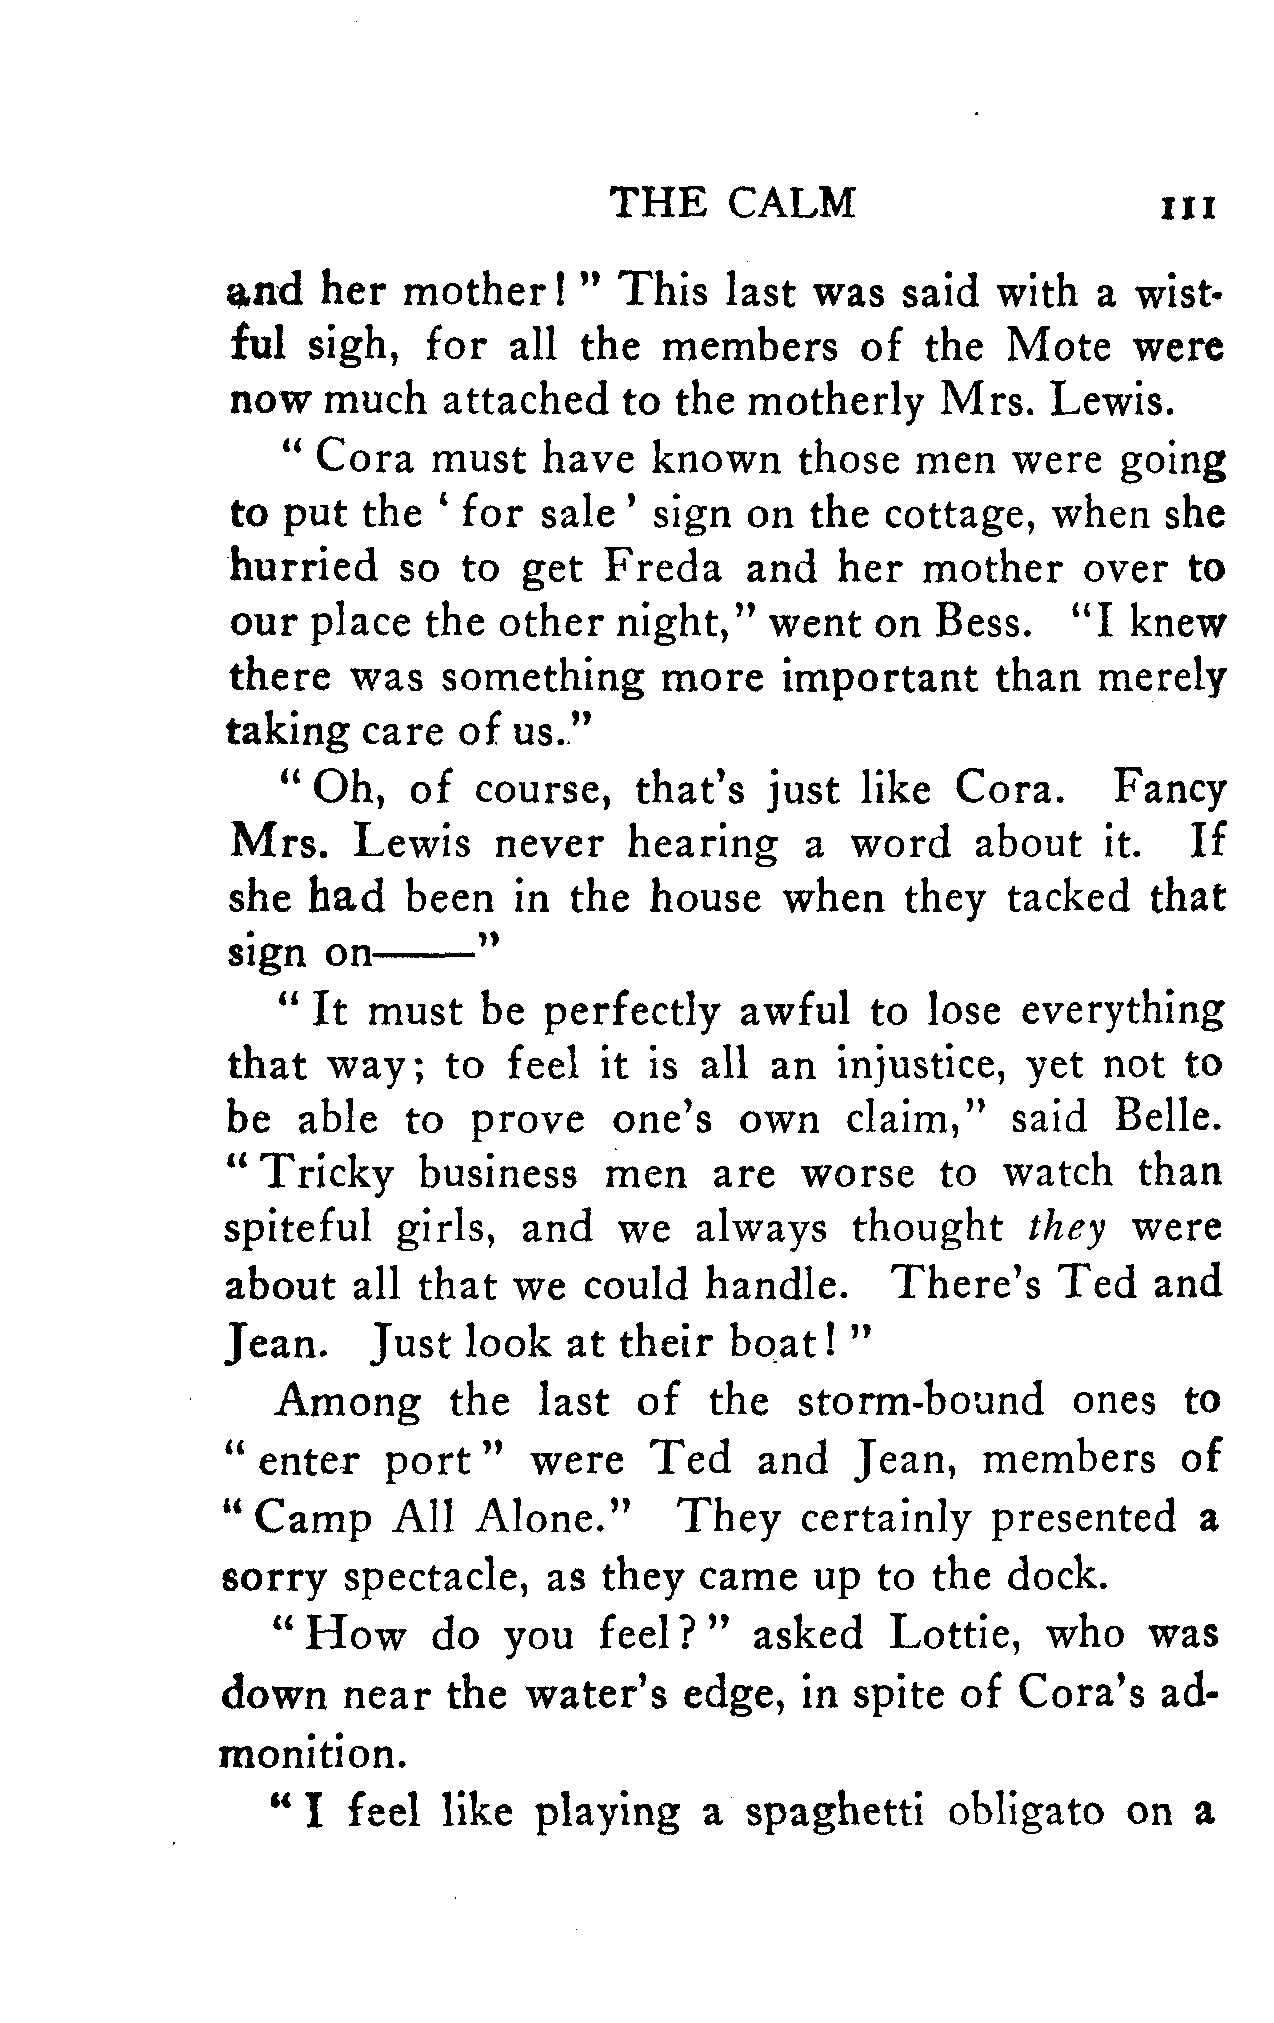 THE CALM 111
and her mother!" This last was said with a wist-
ful sigh, for all the members of the Mote were
now much attached to the motherly Mrs. Lewis.
"Cora must have known those men were going
to put the 'for sale' sign on the cottage, when she
hurried so to get Freda and her mother over to
our place the other night," went on Bess. "I knew
there was something more important than merely
taking care of us."
"Oh, of course, that's just like Cora. Fancy
Mrs. Lewis never hearing a word about it. If
she had been in the house when they tacked that
sign on——"
"It must be perfectly awful to lose everything
that way; to feel it is all an injustice, yet not to
be able to prove one's own claim," said Belle.
"Tricky business men are worse to watch than
spiteful girls, and we always thought they were
about all that we could handle. There's Ted and
Jean. Just look at their boat!"
Among the last of the storm-bound ones to
"enter port" were Ted and Jean, members of
"Camp All Alone." They certainly presented a
sorry spectacle, as they came up to the dock.
"How do you feel?" asked Lottie, who was
down near the water's edge, in spite of Cora's ad-
monition.
"I feel like playing a spaghetti obligato on a